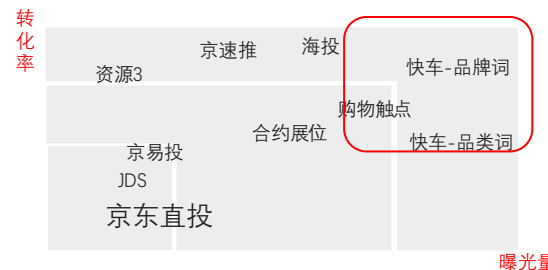 转化率
海投
京速推
快车-品牌词
资源3
购物触点
合约展位
快车-品类词
京易投
JDS
京东直投
曝光量